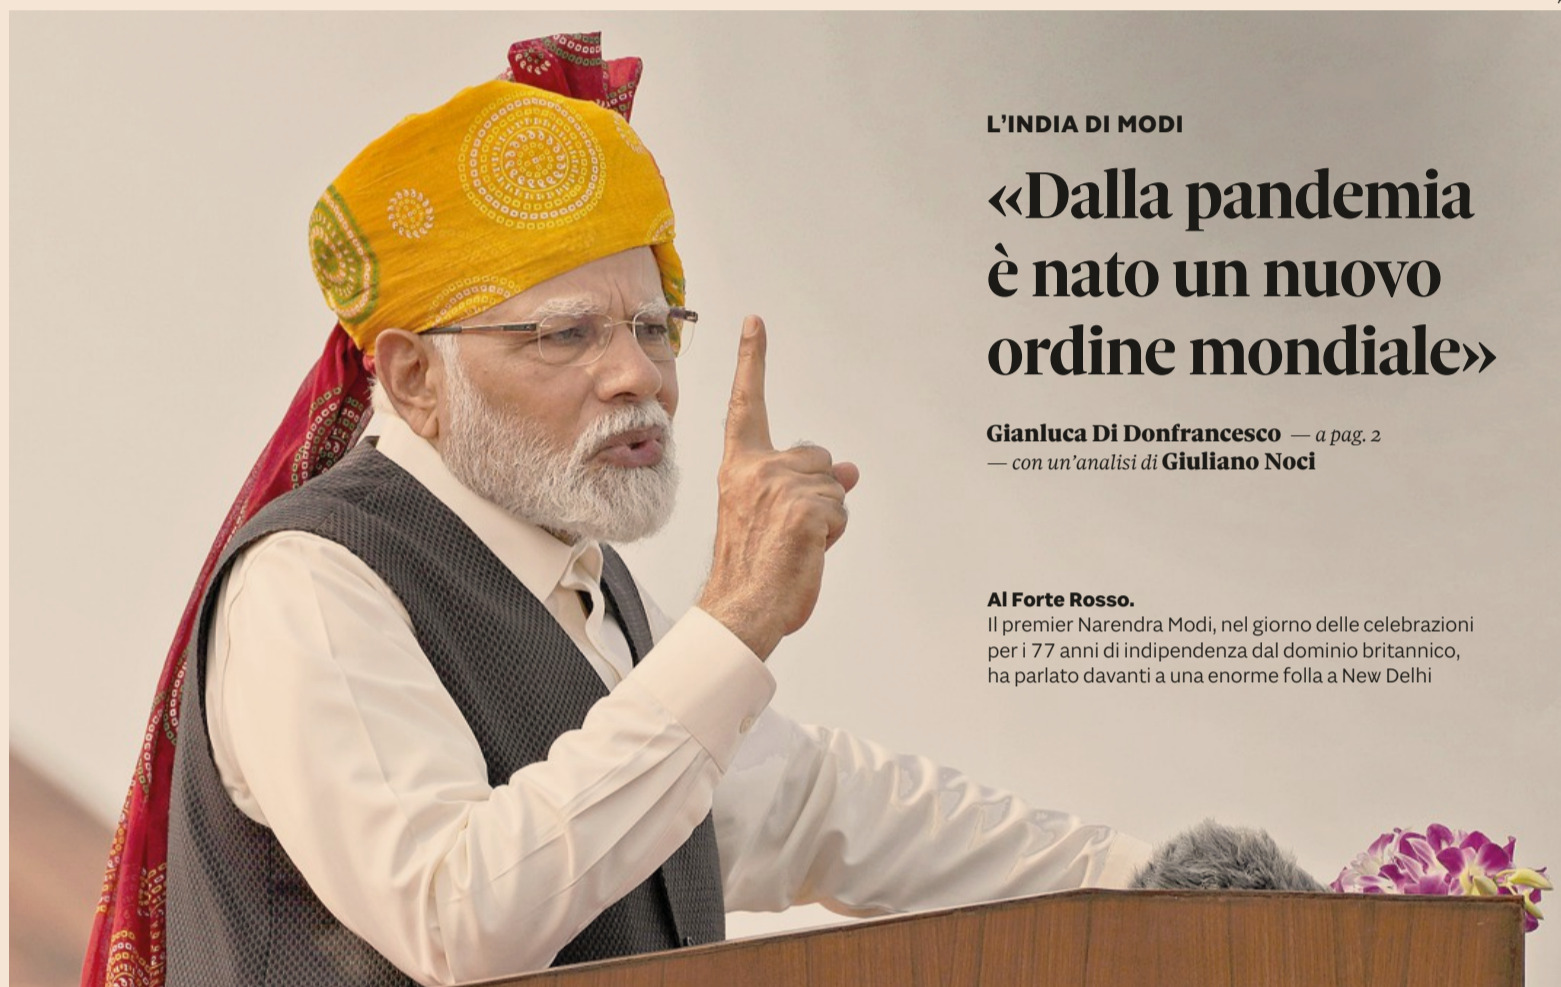 L'INDIA DI MODI
«Dalla pandemia
è nato un nuovo
ordine mondiale»
Gianluca Di Donfrancesco — a pag. 2
— con un'analisi di Giuliano Noci
Al Forte Rosso.
Il premier Narendra Modi, nel giorno delle celebrazioni
per i 77 anni di indipendenza dal dominio britannico,
ha parlato davanti a una enorme folla a New Delhi